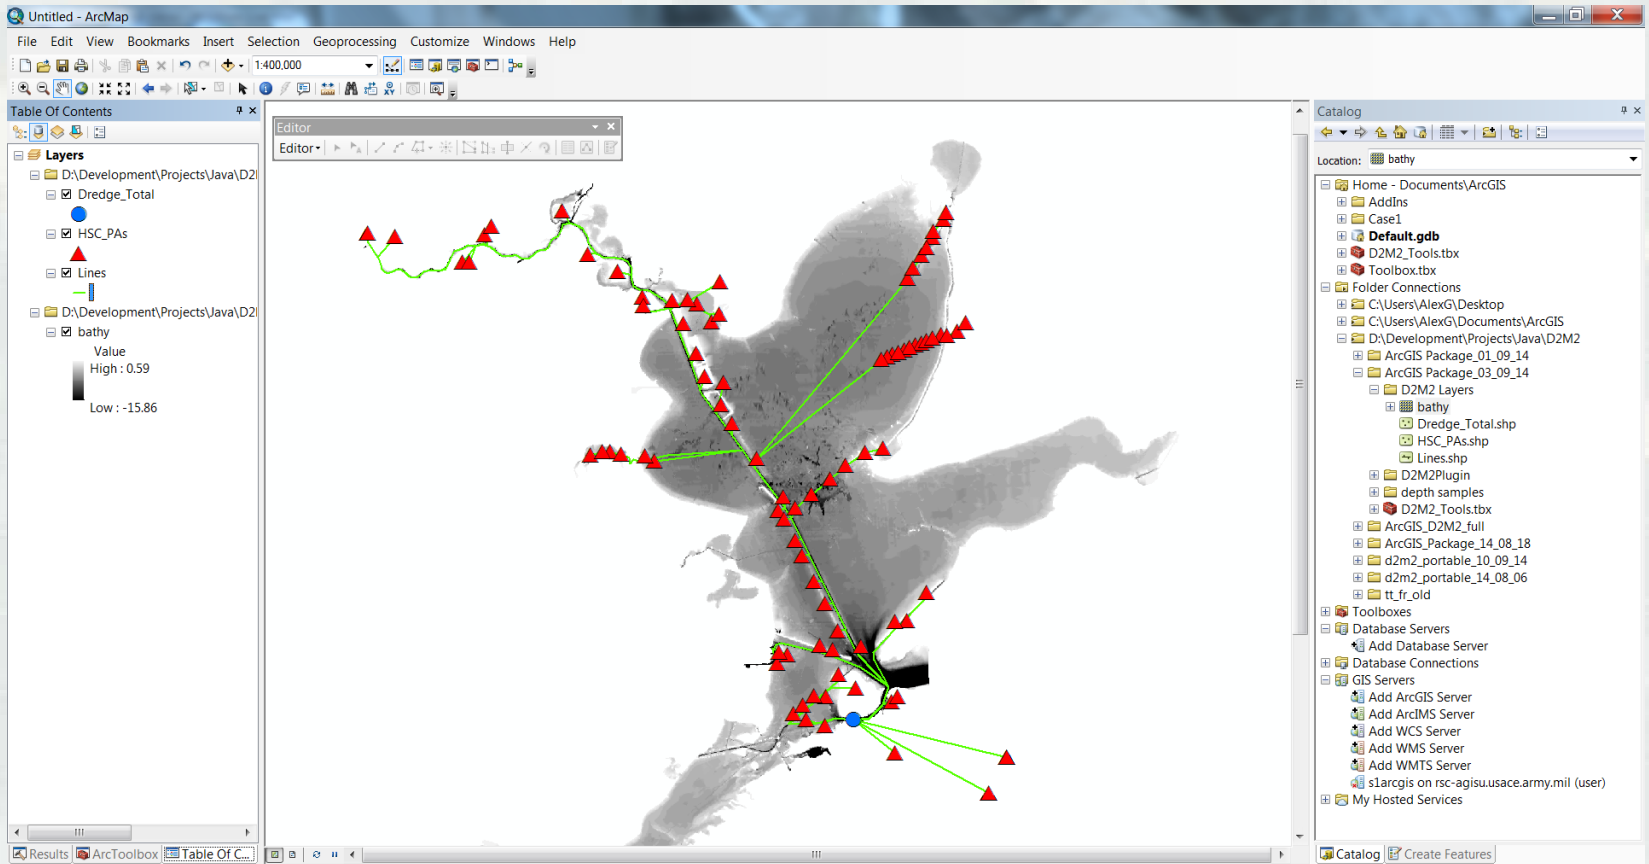 Untitled - ArcMap
File Edit View Bookmarks Insert Selection Geoprocessing Customize Windows Help
1:400,000
Table Of Contents
Layers
D:\Development\Projects\Java\D2
Dredge_Total
HSC_PAs
Lines
D:\Development\Projects\Java\D2
bathy
Value
High : 0.59
Low : -15.86
Results ArcToolbox Table Of C...
Editor
Editor
Catalog
Location: bathy
Home - Documents\ArcGIS
AddIns
Case1
Default.gdb
D2M2_Tools.tbx
Toolbox.tbx
Folder Connections
C:\Users\AlexG\Desktop
C:\Users\AlexG\Documents\ArcGIS
D:\Development\Projects\Java\D2M2
ArcGIS Package_01_09_14
ArcGIS Package_03_09_14
D2M2 Layers
bathy
Dredge_Total.shp
HSC_PAs.shp
Lines.shp
D2M2Plugin
depth samples
D2M2_Tools.tbx
ArcGIS_D2M2_full
ArcGIS_Package_14_08_18
d2m2_portable_10_09_14
d2m2_portable_14_08_06
tt_fr_old
Toolboxes
Database Servers
Add Database Server
Database Connections
GIS Servers
Add ArcGIS Server
Add ArcIMS Server
Add WCS Server
Add WMS Server
Add WMTS Server
s1arcgis on rsc-agisu.usace.army.mil (user)
My Hosted Services
Catalog Create Features